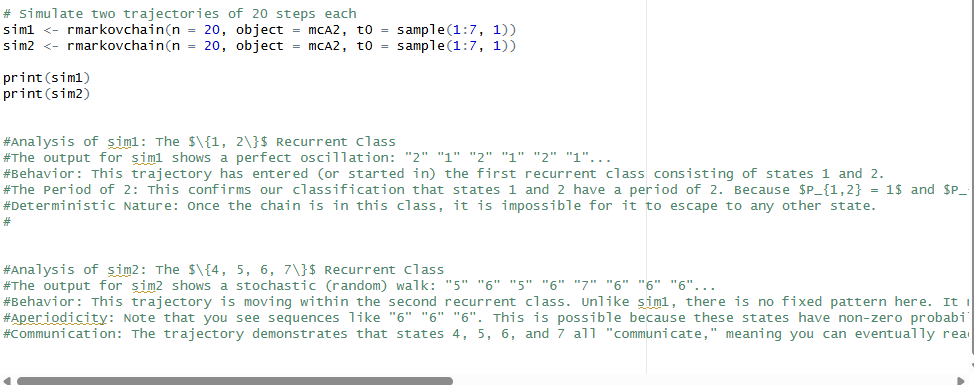 # Simulate two trajectories of 20 steps each
sim1 <- rmarkovchain(n = 20, object = mcA2, t0 = sample(1:7, 1))
sim2 <- rmarkovchain(n = 20, object = mcA2, t0 = sample(1:7, 1))
print(sim1)
print(sim2)
#Analysis of sim1: The $\{1, 2\}$ Recurrent Class
#The output for sim1 shows a perfect oscillation: "2" "1" "2" "1" "2" "1"...
#Behavior: This trajectory has entered (or started in) the first recurrent class consisting of states 1 and 2.
#The Period of 2: This confirms our classification that states 1 and 2 have a period of 2. Because $P_{1,2} = 1$ and $P_
#Deterministic Nature: Once the chain is in this class, it is impossible for it to escape to any other state.
#
#Analysis of sim2: The $\{4, 5, 6, 7\}$ Recurrent Class
#The output for sim2 shows a stochastic (random) walk: "5" "6" "5" "6" "7" "6" "6" "6"...
#Behavior: This trajectory is moving within the second recurrent class. Unlike sim1, there is no fixed pattern here. It
#Aperiodicity: Note that you see sequences like "6" "6" "6". This is possible because these states have non-zero probabi
#Communication: The trajectory demonstrates that states 4, 5, 6, and 7 all "communicate," meaning you can eventually rea